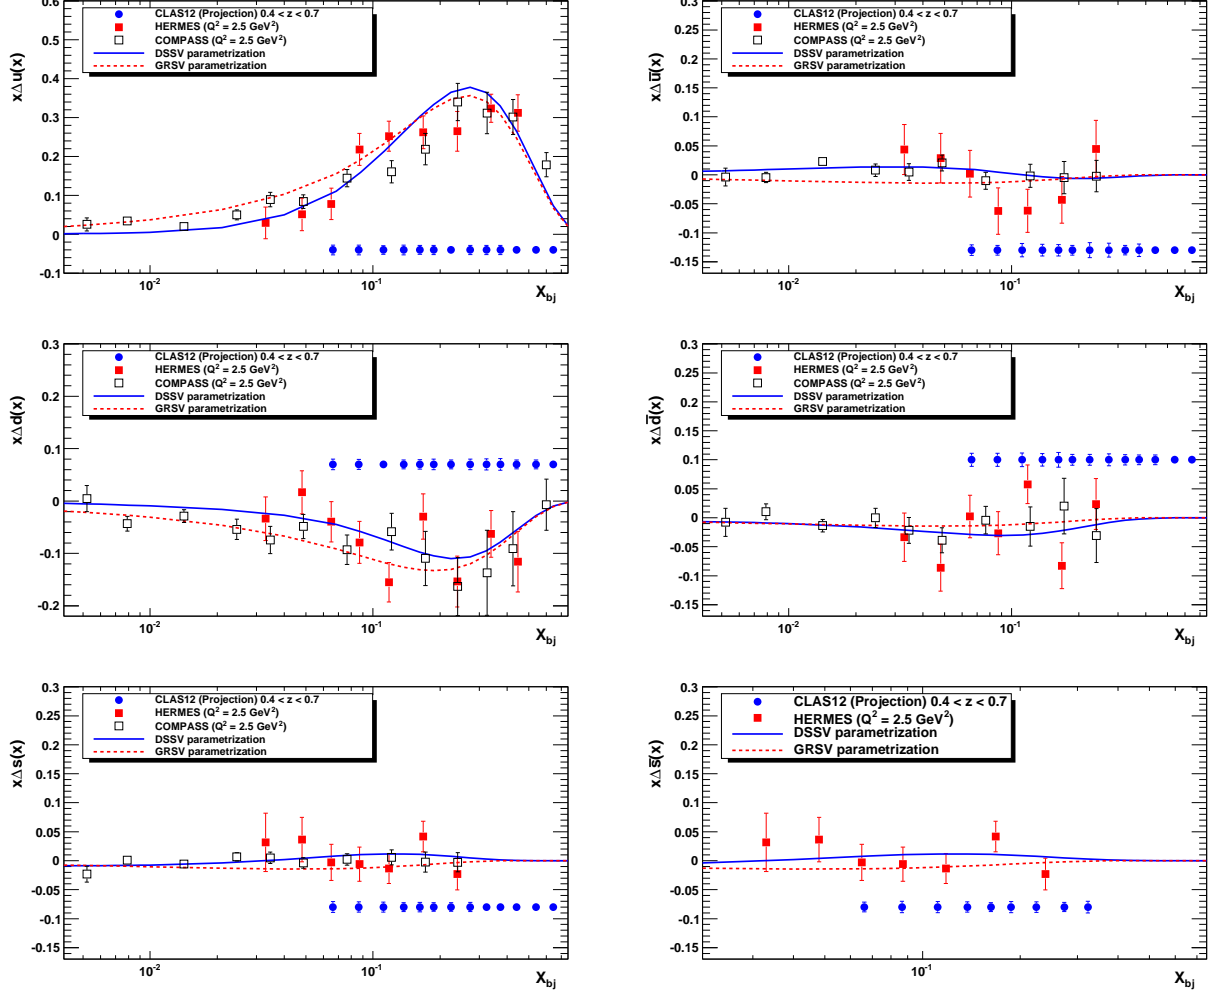 xΔu(x)
0.6
0.5
0.4
0.3
0.2
0.1
0
-0.1
CLAS12 (Projection) 0.4 < z < 0.7
HERMES (Q² = 2.5 GeV²)
COMPASS (Q² = 2.5 GeV²)
DSSV parametrization
GRSV parametrization
10⁻² 10⁻¹
X_bj
xΔū(x)
0.3
0.25
0.2
0.15
0.1
0.05
0
-0.05
-0.1
-0.15
CLAS12 (Projection) 0.4 < z < 0.7
HERMES (Q² = 2.5 GeV²)
COMPASS (Q² = 2.5 GeV²)
DSSV parametrization
GRSV parametrization
10⁻² 10⁻¹
X_bj
xΔd(x)
0.3
0.2
0.1
0
-0.1
-0.2
CLAS12 (Projection) 0.4 < z < 0.7
HERMES (Q² = 2.5 GeV²)
COMPASS (Q² = 2.5 GeV²)
DSSV parametrization
GRSV parametrization
10⁻² 10⁻¹
X_bj
xΔd̄(x)
0.3
0.25
0.2
0.15
0.1
0.05
0
-0.05
-0.1
-0.15
CLAS12 (Projection) 0.4 < z < 0.7
HERMES (Q² = 2.5 GeV²)
COMPASS (Q² = 2.5 GeV²)
DSSV parametrization
GRSV parametrization
10⁻² 10⁻¹
X_bj
xΔs(x)
0.3
0.25
0.2
0.15
0.1
0.05
0
-0.05
-0.1
-0.15
CLAS12 (Projection) 0.4 < z < 0.7
HERMES (Q² = 2.5 GeV²)
COMPASS (Q² = 2.5 GeV²)
DSSV parametrization
GRSV parametrization
10⁻² 10⁻¹
X_bj
xΔs̄(x)
0.3
0.25
0.2
0.15
0.1
0.05
0
-0.05
-0.1
-0.15
CLAS12 (Projection) 0.4 < z < 0.7
HERMES (Q² = 2.5 GeV²)
DSSV parametrization
GRSV parametrization
10⁻¹
X_bj